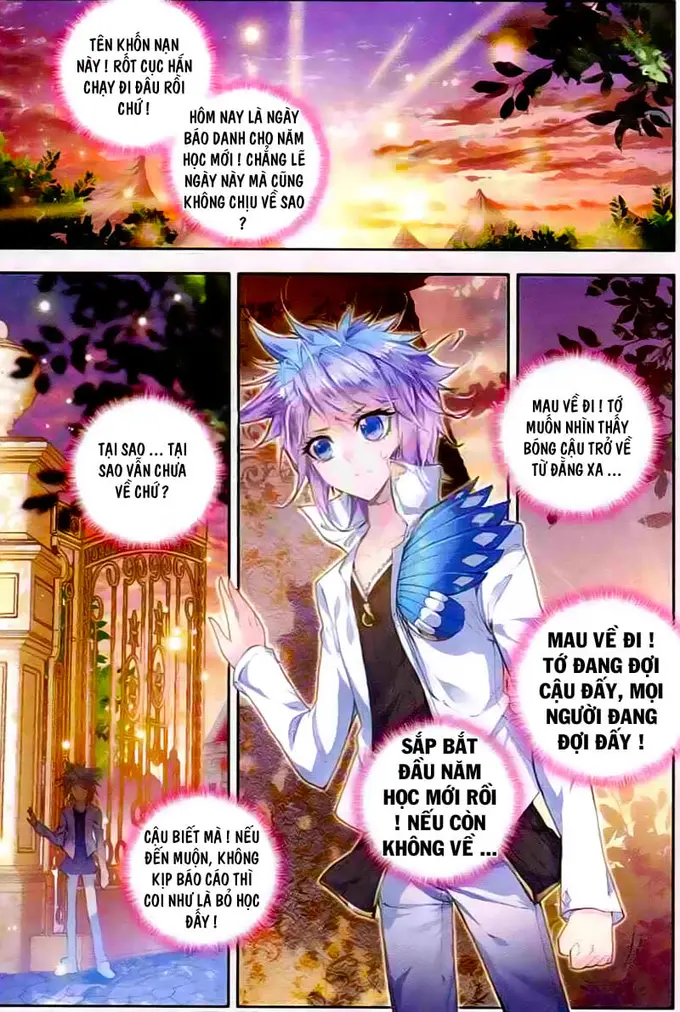 TÊN KHỐN NẠN
NÀY ! RỐT CỤC HẮN
CHẠY ĐI ĐÂU RỒI
CHỨ !
HÔM NAY LÀ NGÀY
BÁO DANH CHO NĂM
HỌC MỚI ! CHẲNG LẼ
NGÀY NÀY MÀ CŨNG
KHÔNG CHỊU VỀ SAO
?
TẠI SAO ... TẠI
SAO VẪN CHƯA
VỀ CHỨ ?
CẬU BIẾT MÀ ! NẾU
ĐẾN MUỘN, KHÔNG
KỊP BÁO CÁO THÌ
COI NHƯ LÀ BỎ HỌC
ĐẤY !
SẮP BẮT
ĐẦU NĂM
HỌC MỚI RỒI
! NẾU CÒN
KHÔNG VỀ ...
MAU VỀ ĐI ! TỚ
MUỐN NHÌN THẤY
BÓNG CẬU TRỞ VỀ
TỪ ĐẰNG XA ...
MAU VỀ ĐI !
TỚ ĐANG ĐỢI
CẬU ĐẤY, MỌI
NGƯỜI ĐANG
ĐỢI ĐẤY !